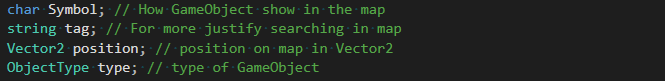 char Symbol; // How GameObject show in the map
string tag; // For more justify searching in map
Vector2 position; // position on map in Vector2
ObjectType type; // type of GameObject